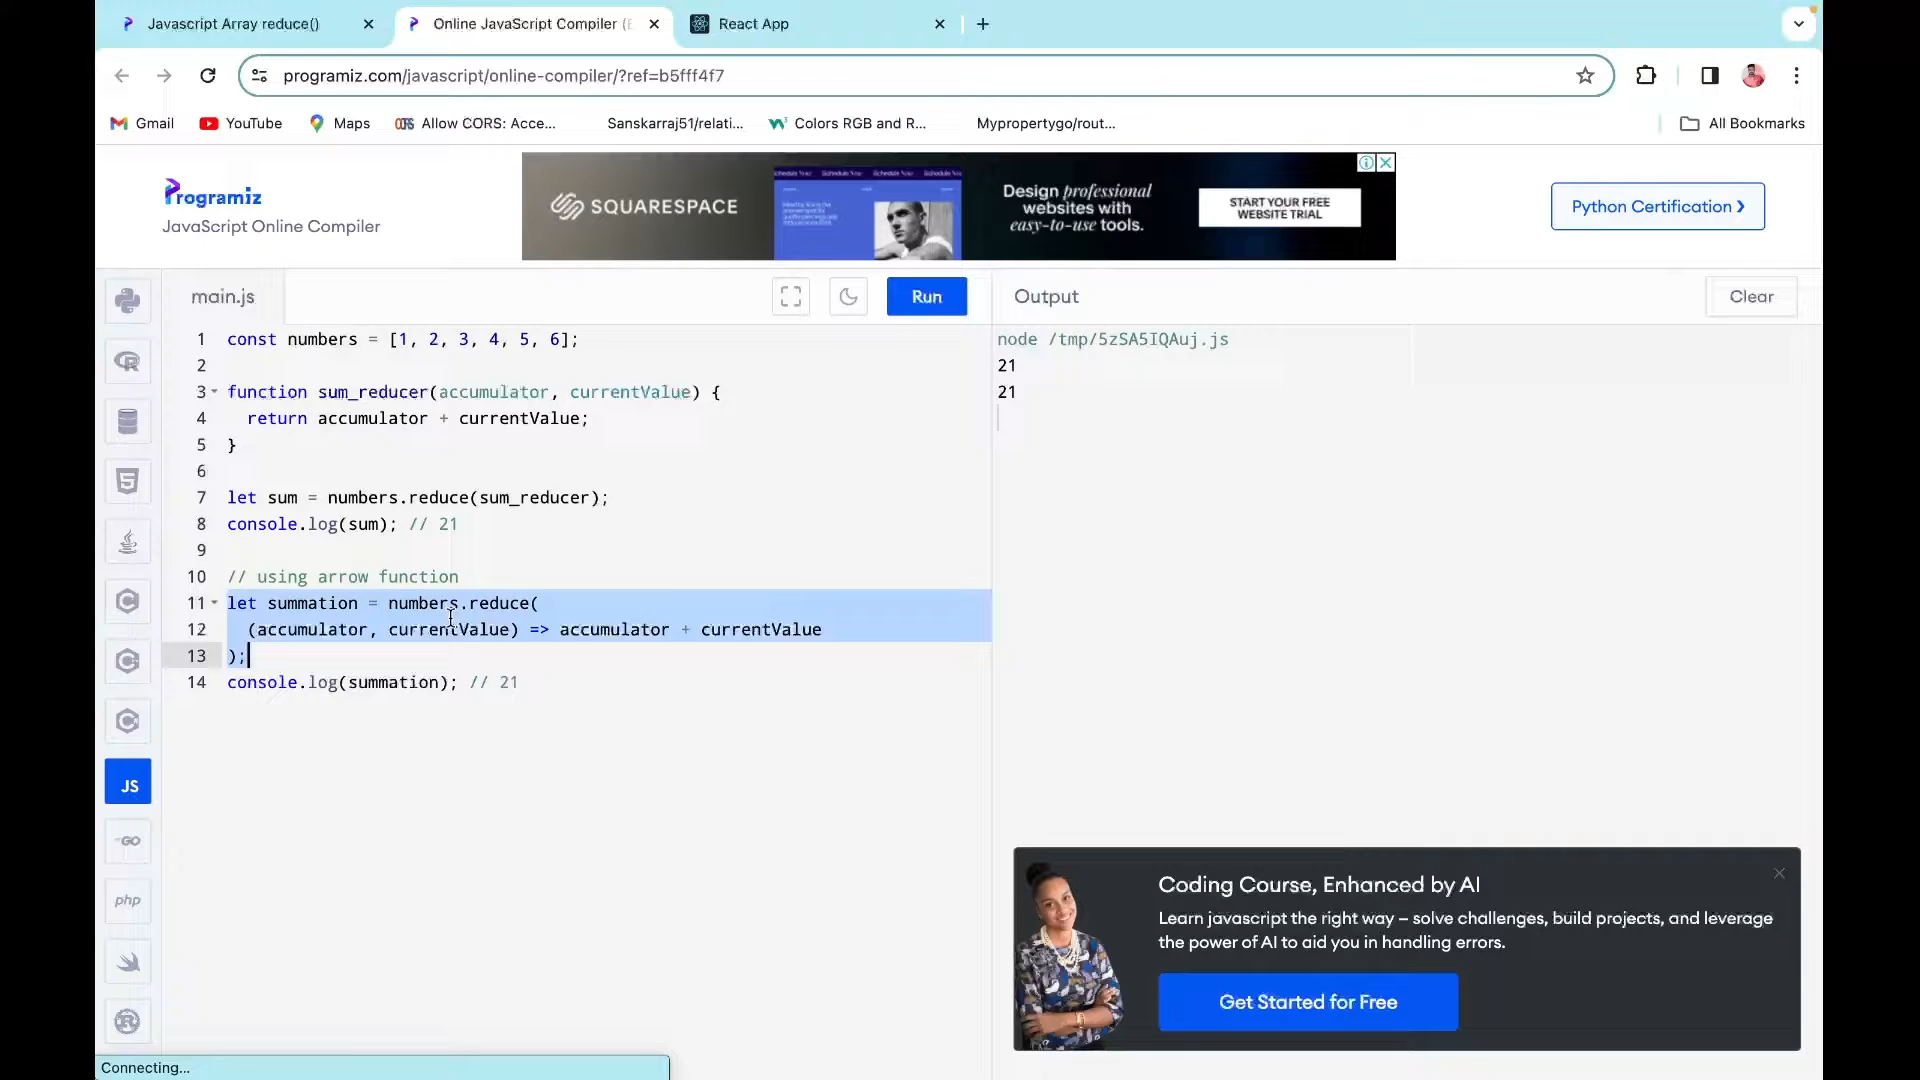 Javascript Array reduce()
Online JavaScript Compiler (E
React App
programiz.com/javascript/online-compiler/?ref=b5fff4f7
Gmail
YouTube
Maps
CORS
Allow CORS: Acce...
Sanskarraj51/relati...
Colors RGB and R...
Mypropertygo/rout...
All Bookmarks
Programiz
JavaScript Online Compiler
SQUARESPACE
Design professional
websites with
easy-to-use tools.
START YOUR FREE
WEBSITE TRIAL
Python Certification
main.js
Run
Output
Clear
1 const numbers = [1, 2, 3, 4, 5, 6];
2
3 function sum_reducer(accumulator, currentValue) {
4 return accumulator + currentValue;
5 }
6
7 let sum = numbers.reduce(sum_reducer);
8 console.log(sum); // 21
9
10 // using arrow function
11 let summation = numbers.reduce(
12 (accumulator, currentValue) => accumulator + currentValue
13 );
14 console.log(summation); // 21
node /tmp/5zSA5IQAuj.js
21
21
JS
GO
php
Coding Course, Enhanced by AI
Learn javascript the right way – solve challenges, build projects, and leverage
the power of AI to aid you in handling errors.
Get Started for Free
Connecting...